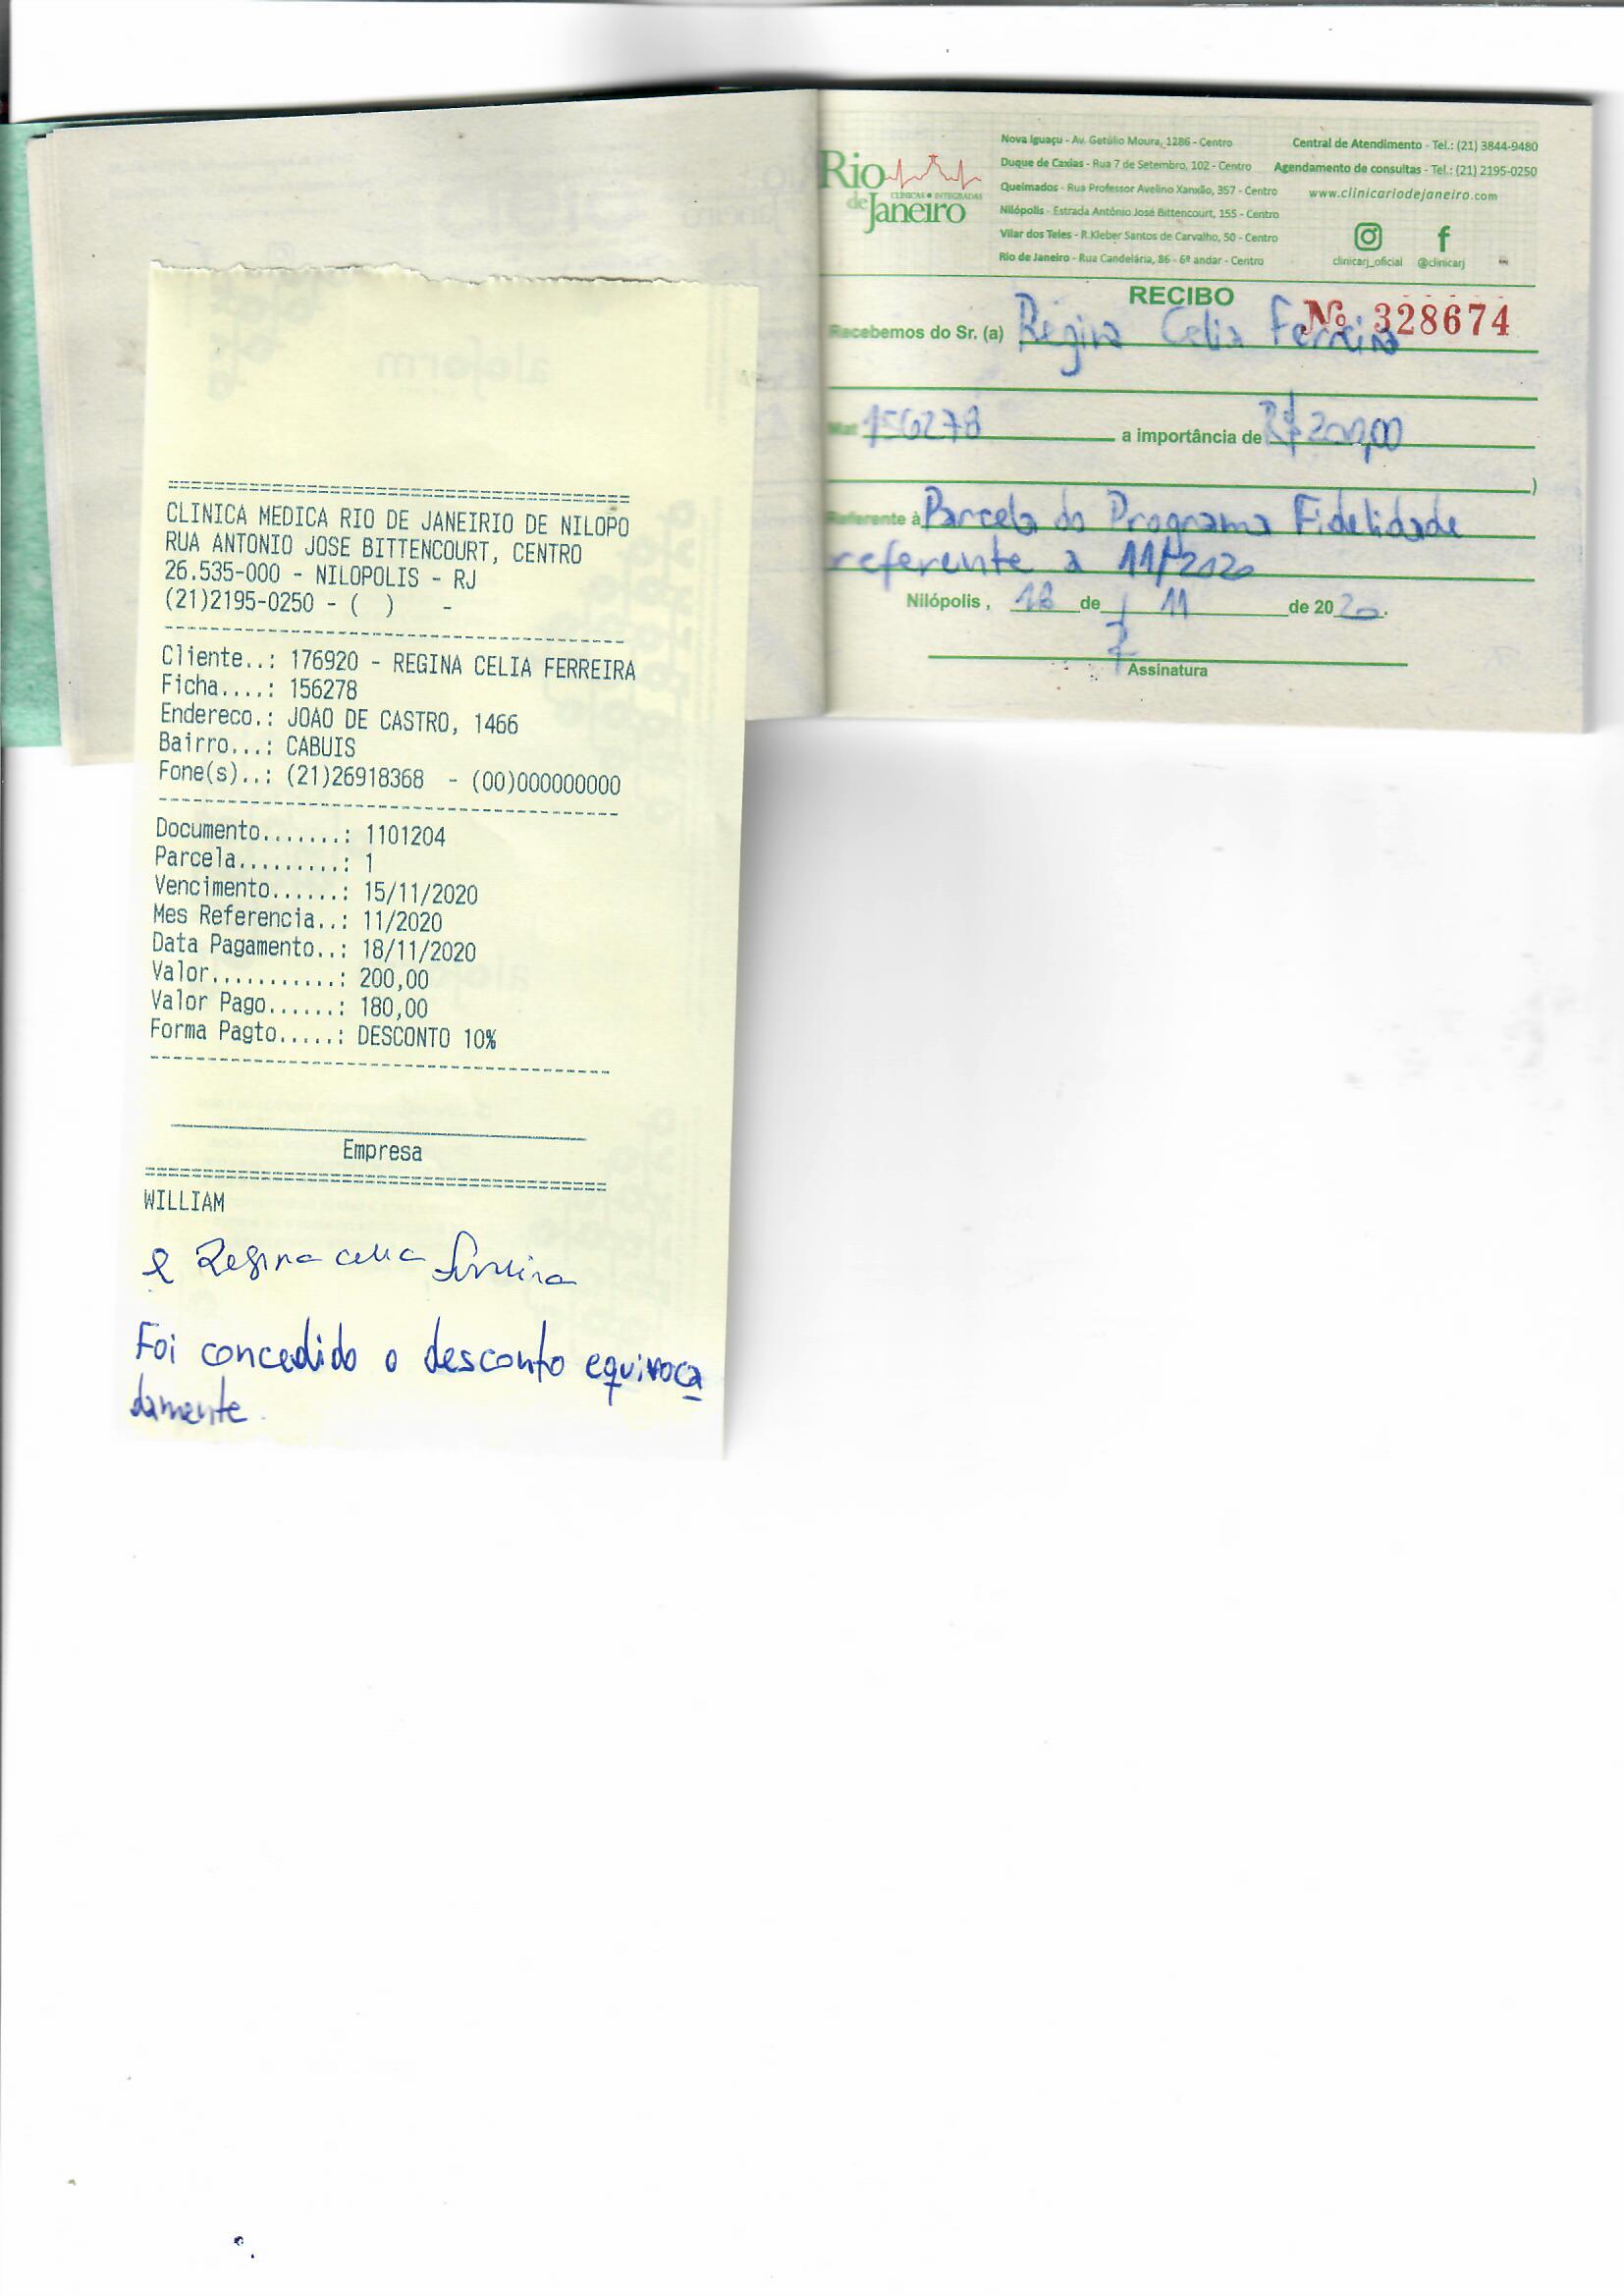 Rio
CLÍNICAS INTEGRADAS
de Janeiro
Nova Iguaçu - Av. Getúlio Moura, 1286 - Centro
Duque de Caxias - Rua 7 de Setembro, 102 - Centro
Queimados - Rua Professor Avelino Xanxão, 357 - Centro
Nilópolis - Estrada Antônio José Bittencourt, 155 - Centro
Vilar dos Teles - R.Kleber Santos de Carvalho, 50 - Centro
Rio de Janeiro - Rua Candelária, 86 - 6º andar - Centro
Central de Atendimento - Tel.: (21) 3844-9480
Agendamento de consultas - Tel.: (21) 2195-0250
www.clinicariodejaneiro.com
clinicarj_oficial @clinicarj
RECIBO
Nº 328674
Recebemos do Sr. (a) Regina Celia Ferreira
Mat 156278 a importância de R$ 200,00
)
Referente à Parcela do Programa Fidelidade
referente a 11/2020
Nilópolis, 18 de 11 de 2020.
Assinatura
=====================================
CLINICA MEDICA RIO DE JANEIRIO DE NILOPO
RUA ANTONIO JOSE BITTENCOURT, CENTRO
26.535-000 - NILOPOLIS - RJ
(21)2195-0250 - ( ) -
-------------------------------------
Cliente..: 176920 - REGINA CELIA FERREIRA
Ficha....: 156278
Endereco.: JOAO DE CASTRO, 1466
Bairro...: CABUIS
Fone(s)..: (21)26918368 - (00)000000000
-------------------------------------
Documento.......: 1101204
Parcela.........: 1
Vencimento......: 15/11/2020
Mes Referencia..: 11/2020
Data Pagamento..: 18/11/2020
Valor...........: 200,00
Valor Pago......: 180,00
Forma Pagto.....: DESCONTO 10%
-------------------------------------
Empresa
=====================================
WILLIAM
Regina Celia Ferreira
Foi concedido o desconto equivoca
damente.